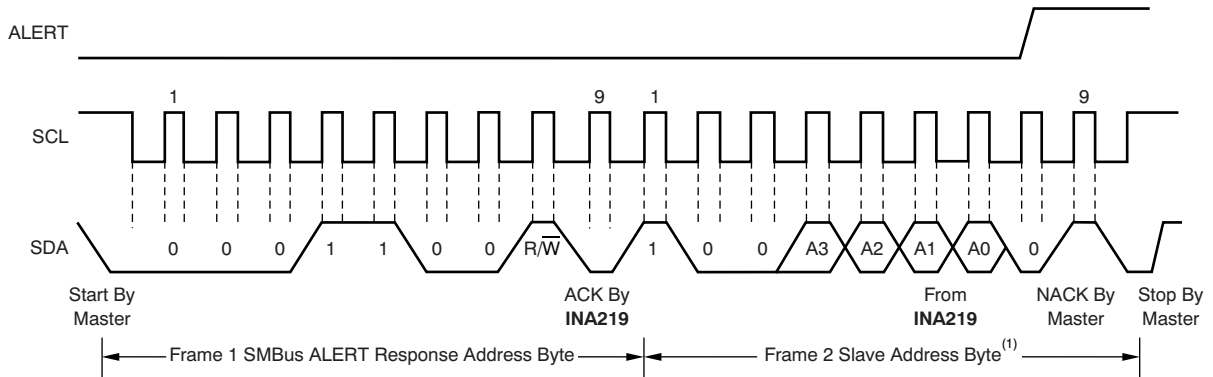 ALERT
1 9 1 9
SCL
SDA 0 0 0 1 1 0 0 R/W̅ 1 0 0 A3 A2 A1 A0 0
Start By
Master
ACK By
INA219
From
INA219
NACK By
Master
Stop By
Master
Frame 1 SMBus ALERT Response Address Byte
Frame 2 Slave Address Byte(1)